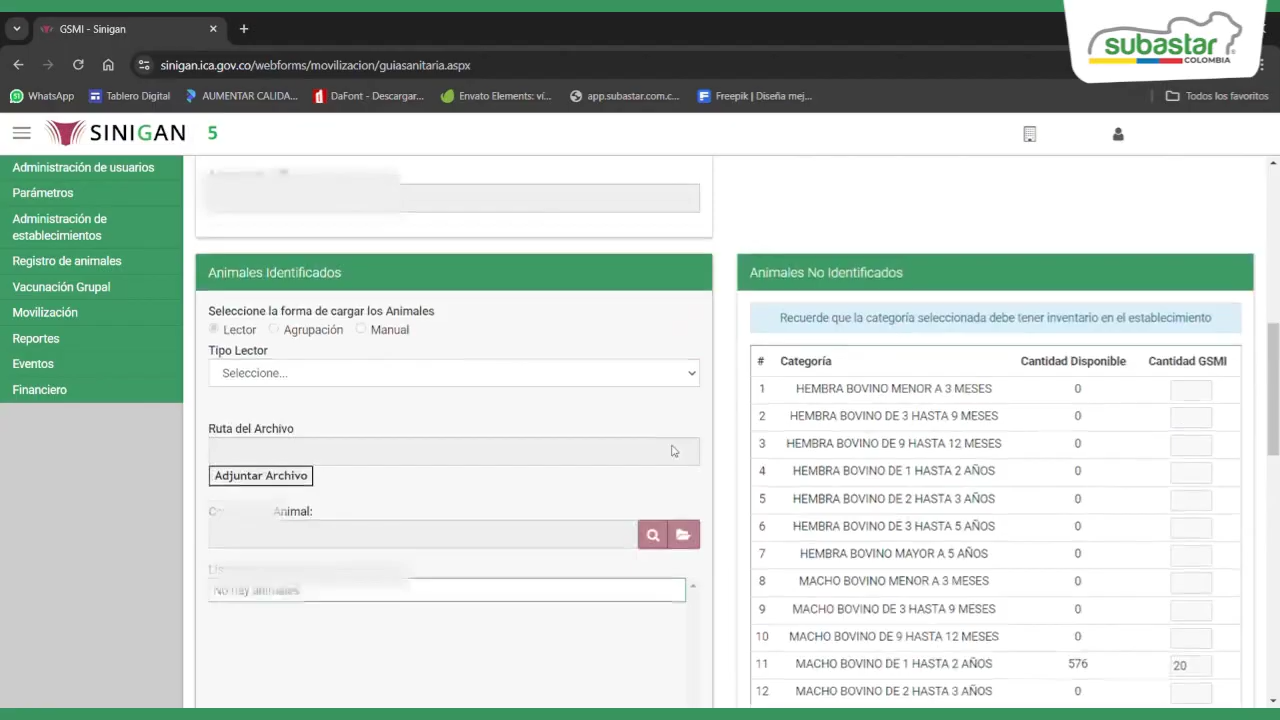 GSMI - Sinigan
subastar
COLOMBIA
sinigan.ica.gov.co/webforms/movilizacion/guiasanitaria.aspx
WhatsApp Tablero Digital AUMENTAR CALIDA... DaFont - Descargar... Envato Elements: ví... app.subastar.com.c... Freepik | Diseña mej... Todos los favoritos
SINIGAN 5
Administración de usuarios
Parámetros
Administración de
establecimientos
Registro de animales
Vacunación Grupal
Movilización
Reportes
Eventos
Financiero
Animales Identificados
Seleccione la forma de cargar los Animales
Lector Agrupación Manual
Tipo Lector
Seleccione...
Ruta del Archivo
Adjuntar Archivo
Animal:
No hay animales
Animales No Identificados
Recuerde que la categoría seleccionada debe tener inventario en el establecimiento
# Categoría Cantidad Disponible Cantidad GSMI
1 HEMBRA BOVINO MENOR A 3 MESES 0
2 HEMBRA BOVINO DE 3 HASTA 9 MESES 0
3 HEMBRA BOVINO DE 9 HASTA 12 MESES 0
4 HEMBRA BOVINO DE 1 HASTA 2 AÑOS 0
5 HEMBRA BOVINO DE 2 HASTA 3 AÑOS 0
6 HEMBRA BOVINO DE 3 HASTA 5 AÑOS 0
7 HEMBRA BOVINO MAYOR A 5 AÑOS 0
8 MACHO BOVINO MENOR A 3 MESES 0
9 MACHO BOVINO DE 3 HASTA 9 MESES 0
10 MACHO BOVINO DE 9 HASTA 12 MESES 0
11 MACHO BOVINO DE 1 HASTA 2 AÑOS 576 20
12 MACHO BOVINO DE 2 HASTA 3 AÑOS 0